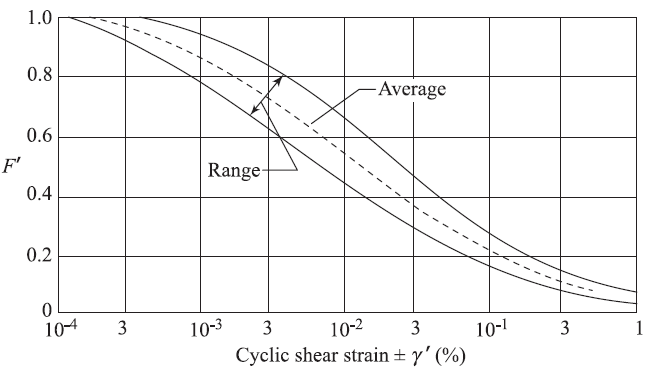 1.0
0.8
Average
0.6
Range
F′
0.4
0.2
0
10-4 3 10-3 3 10-2 3 10-1 3 1
Cyclic shear strain ± γ′ (%)